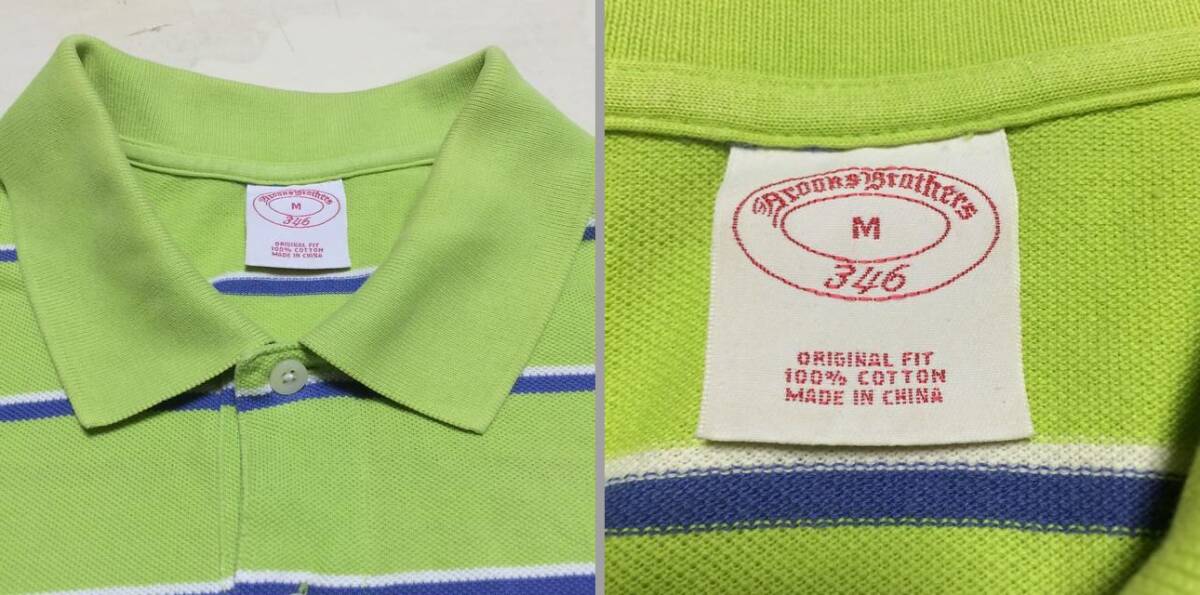 Brooks Brothers
M
346
ORIGINAL FIT
100% COTTON
MADE IN CHINA
Brooks Brothers
M
346
ORIGINAL FIT
100% COTTON
MADE IN CHINA